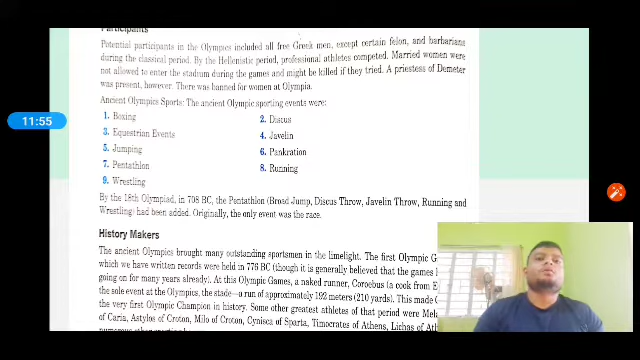 Participants
Potential participants in the Olympics included all free Greek men, except certain felon, and barbarians
during the classical period. By the Hellenistic period, professional athletes competed. Married women were
not allowed to enter the stadrum during the games and might be killed if they tried. A priestess of Demeter
was present, however. There was banned for women at Olympia.
Ancient Olympics Sports: The ancient Olympic sporting events were:
1. Boxing
2. Discus
3. Equestrian Events
4. Javelin
5. Jumping
6. Pankration
7. Pentathlon
8. Running
9. Wrestling
By the 18th Olympiad, in 708 BC, the Pentathlon (Broad Jump, Discus Throw, Javelin Throw, Running and
Wrestling) had been added. Originally, the only event was the race.
History Makers
The ancient Olympics brought many outstanding sportsmen in the limelight. The first Olympic G
which we have written records were held in 776 BC (though it is generally believed that the games
going on for many years already). At this Olympic Games, a naked runner, Coroebus (a cook from E
the sole event at the Olympics, the stade–a run of approximately 192 meters (210 yards). This made C
the very first Olympic Champion in history. Some other greatest athletes of that period were Mela
of Caria, Astylos of Croton, Milo of Croton, Cynisca of Sparta, Timocrates of Athens, Lichas of Ath
11:55